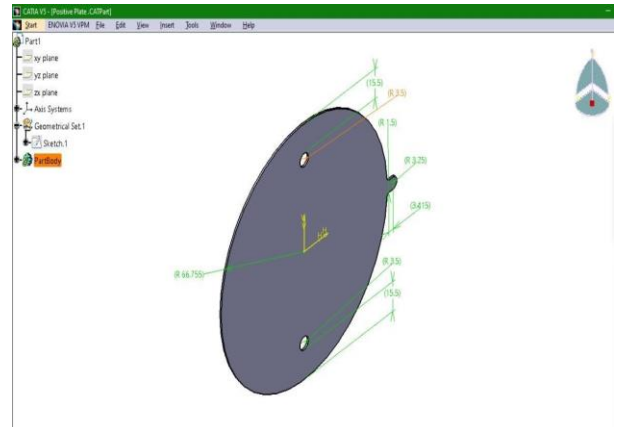 CATIA V5 - [Positive Plate .CATPart]
Start ENOVIA V5 VPM File Edit View Insert Tools Window Help
Part1
xy plane
yz plane
zx plane
Axis Systems
Geometrical Set.1
Sketch.1
PartBody
(15.5)
(R 3.5)
(R 1.5)
(R 3.25)
(R 66.755)
(R 3.5)
(15.5)